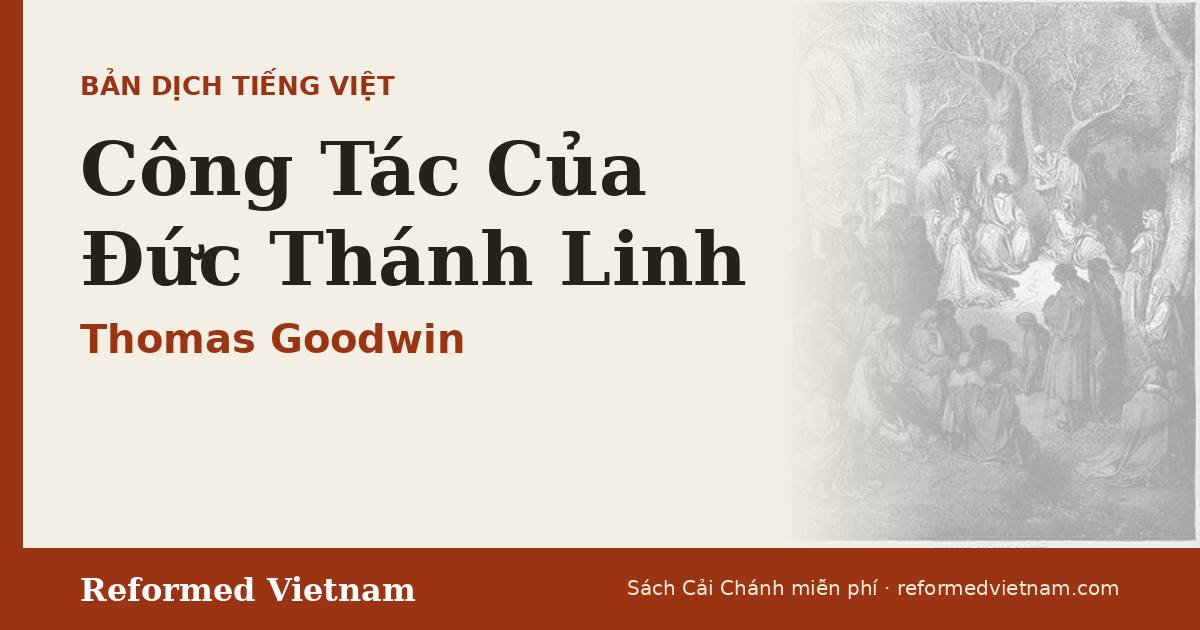 BẢN DỊCH TIẾNG VIỆT
Công Tác Của
Đức Thánh Linh
Thomas Goodwin
Reformed Vietnam
Sách Cải Chánh miễn phí · reformedvietnam.com